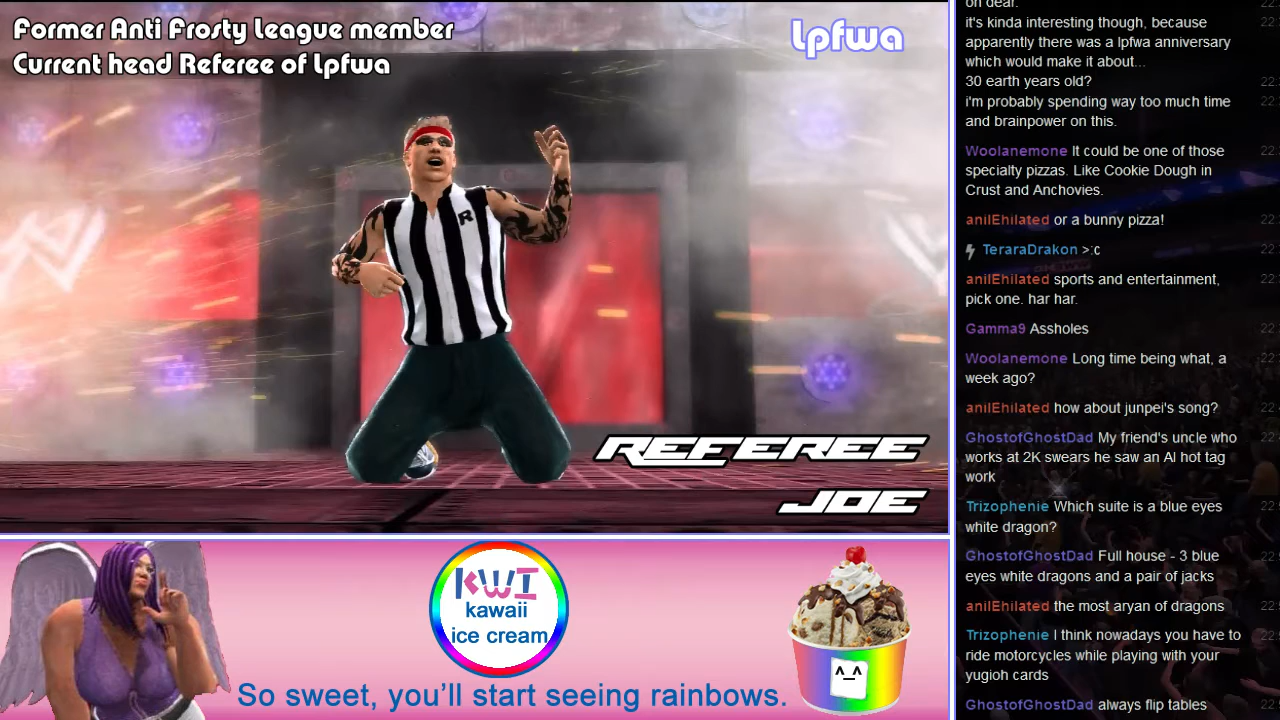 Former Anti Frosty League member
Current head Referee of Lpfwa
Lpfwa
R
REFEREE
JOE
KWI
kawaii
ice cream
^_^
So sweet, you'll start seeing rainbows.
on dear.
it's kinda interesting though, because
apparently there was a lpfwa anniversary
which would make it about...
30 earth years old?
i'm probably spending way too much time
and brainpower on this.
Woolanemone It could be one of those
specialty pizzas. Like Cookie Dough in
Crust and Anchovies.
anilEhilated or a bunny pizza!
TeraraDrakon >:c
anilEhilated sports and entertainment,
pick one. har har.
Gamma9 Assholes
Woolanemone Long time being what, a
week ago?
anilEhilated how about junpei's song?
GhostofGhostDad My friend's uncle who
works at 2K swears he saw an AI hot tag
work
Trizophenie Which suite is a blue eyes
white dragon?
GhostofGhostDad Full house - 3 blue
eyes white dragons and a pair of jacks
anilEhilated the most aryan of dragons
Trizophenie I think nowadays you have to
ride motorcycles while playing with your
yugioh cards
GhostofGhostDad always flip tables